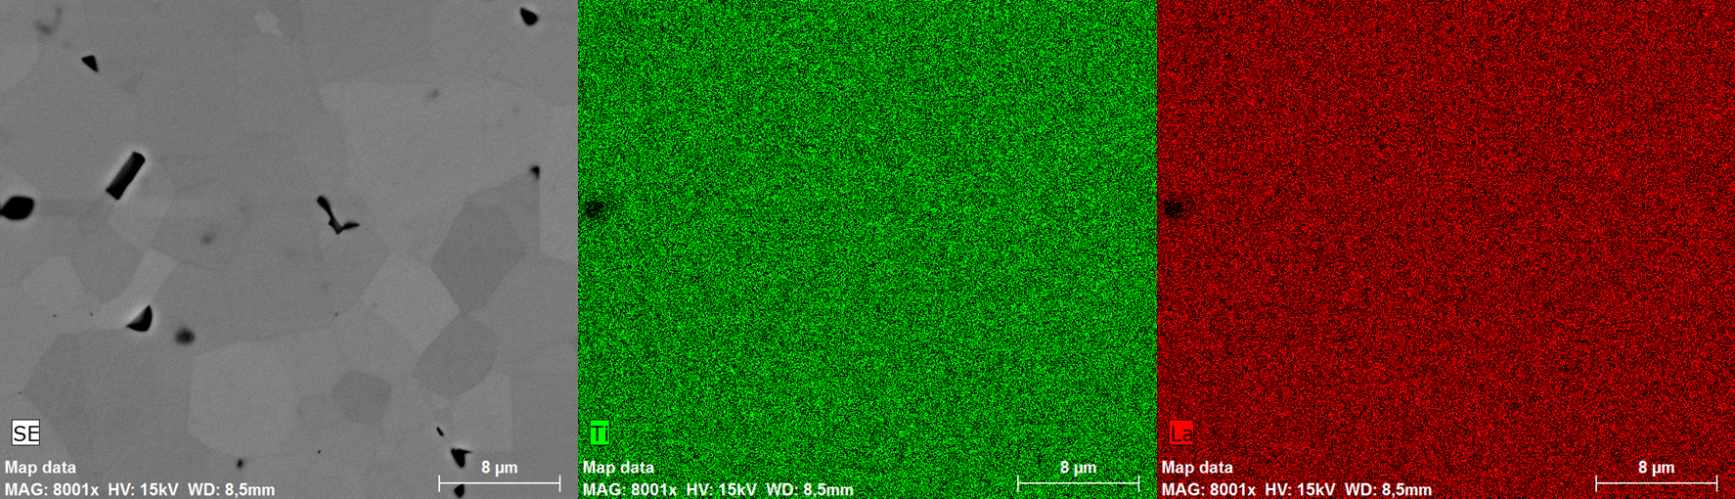 SE
Map data
8 µm
MAG: 8001x HV: 15kV WD: 8,5mm
Ti
Map data
8 µm
MAG: 8001x HV: 15kV WD: 8,5mm
La
Map data
8 µm
MAG: 8001x HV: 15kV WD: 8,5mm